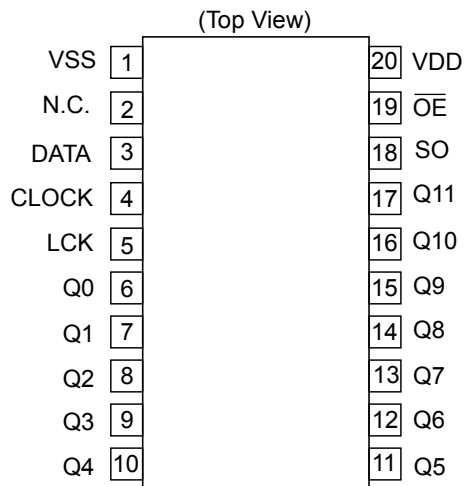 (Top View)
VSS 1 20 VDD
N.C. 2 19 O̅E̅
DATA 3 18 SO
CLOCK 4 17 Q11
LCK 5 16 Q10
Q0 6 15 Q9
Q1 7 14 Q8
Q2 8 13 Q7
Q3 9 12 Q6
Q4 10 11 Q5